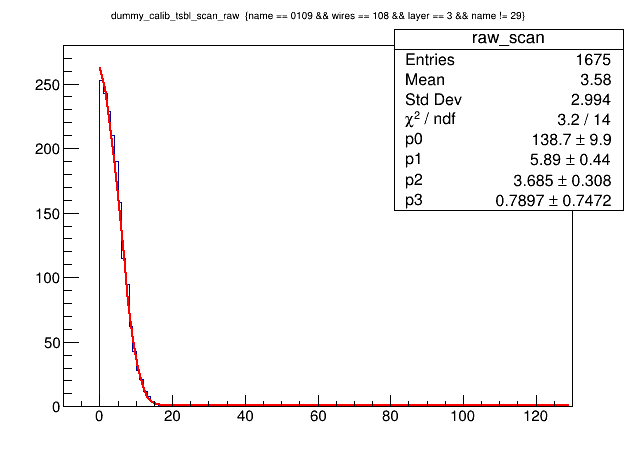 dummy_calib_tsbl_scan_raw {name == 0109 && wires == 108 && layer == 3 && name != 29}
raw_scan
Entries 1675
Mean 3.58
Std Dev 2.994
χ² / ndf 3.2 / 14
p0 138.7 ± 9.9
p1 5.89 ± 0.44
p2 3.685 ± 0.308
p3 0.7897 ± 0.7472
250
200
150
100
50
0
0 20 40 60 80 100 120